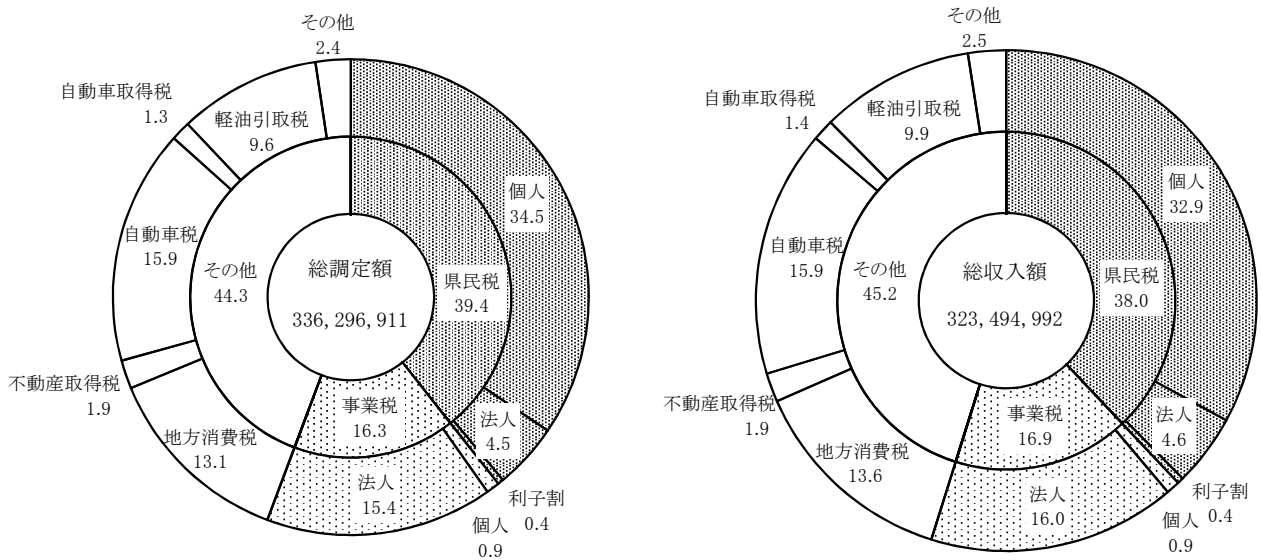 その他
2.4
自動車取得税
1.3
軽油引取税
9.6
個人
34.5
自動車税
15.9
その他
44.3
総調定額
336,296,911
県民税
39.4
不動産取得税
1.9
地方消費税
13.1
事業税
16.3
法人
4.5
法人
15.4
利子割
0.4
個人
0.9
その他
2.5
自動車取得税
1.4
軽油引取税
9.9
個人
32.9
自動車税
15.9
その他
45.2
総収入額
323,494,992
県民税
38.0
不動産取得税
1.9
地方消費税
13.6
事業税
16.9
法人
4.6
法人
16.0
利子割
0.4
個人
0.9